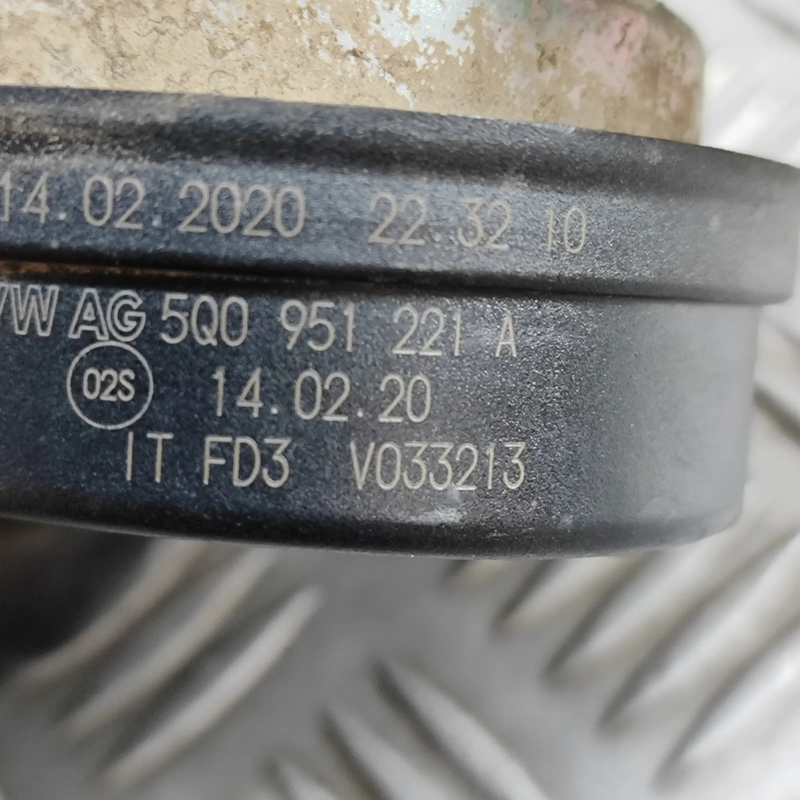 14.02.2020 22:32 10
VW AG 5Q0 951 221 A
02S 14.02.20
IT FD3 V033213